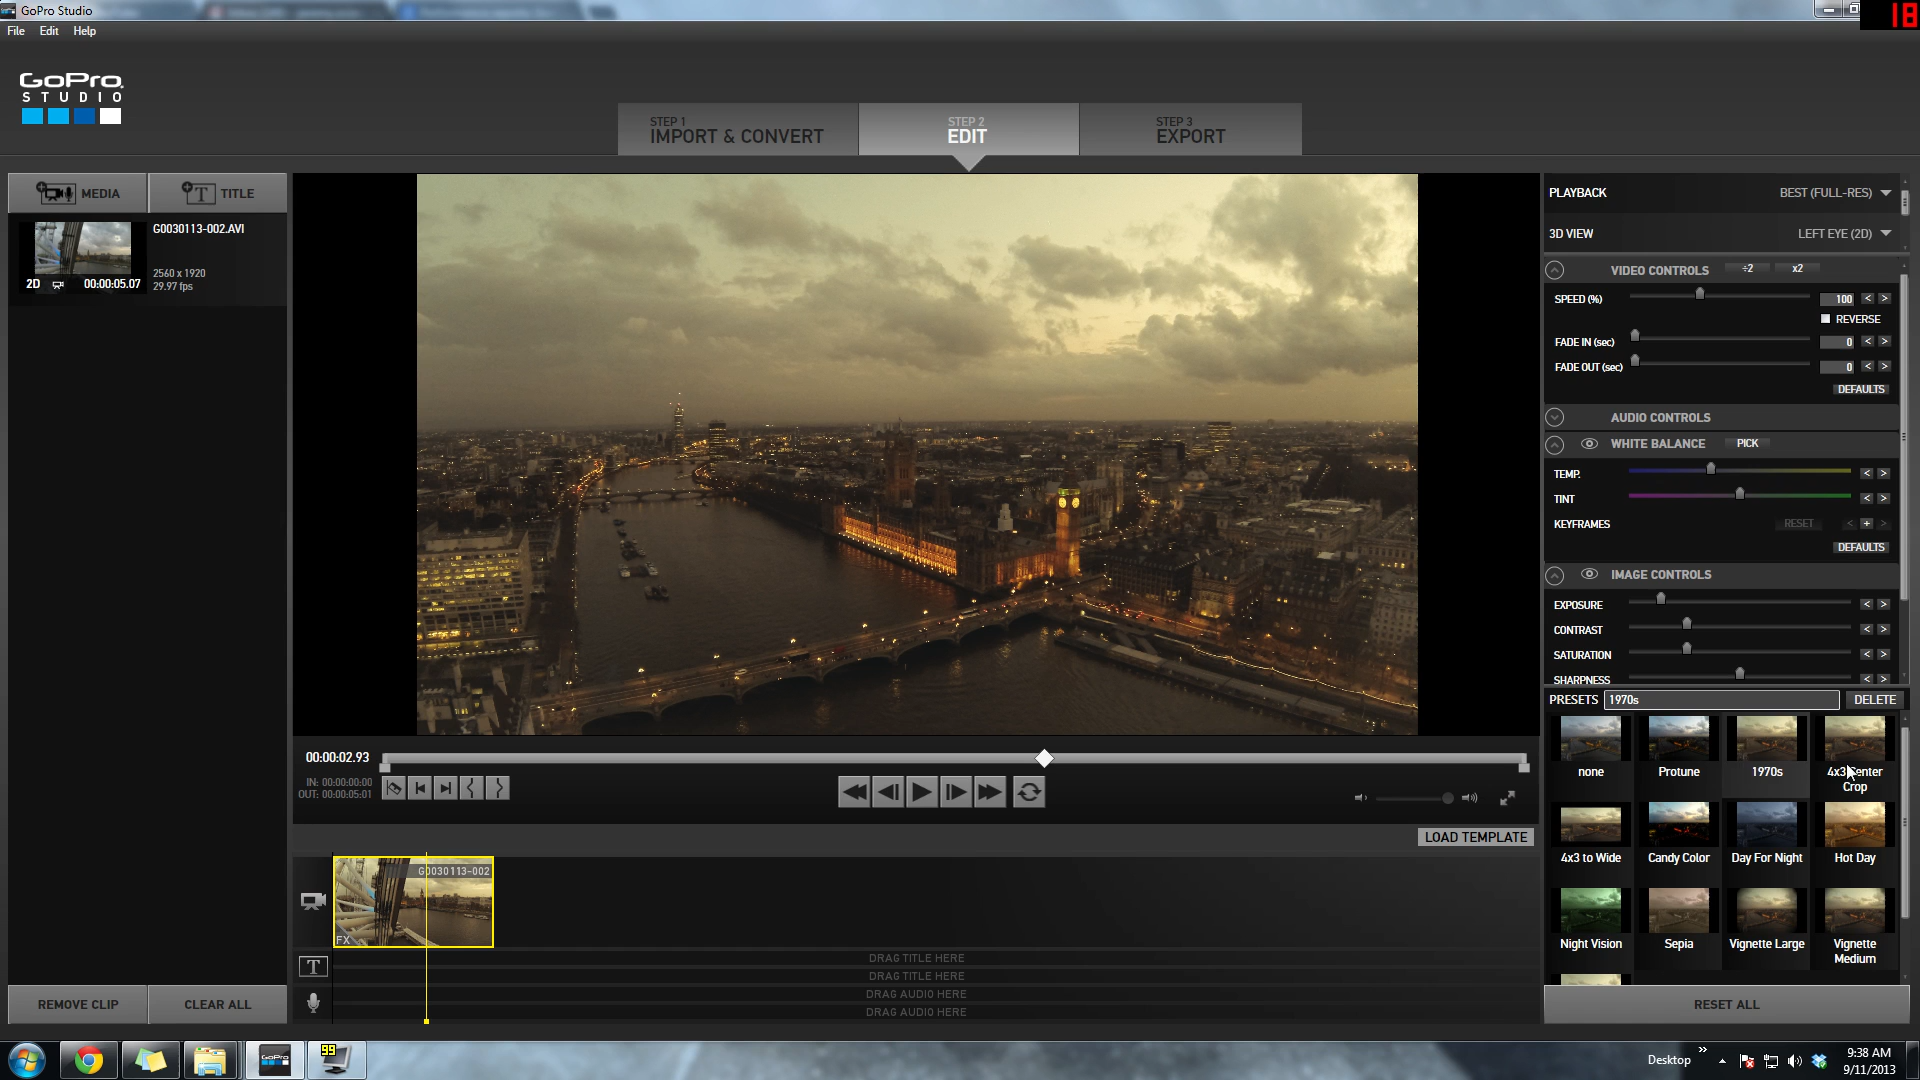 GoPro Studio
18
File Edit Help
GoPro
STUDIO
STEP 1
IMPORT & CONVERT
STEP 2
EDIT
STEP 3
EXPORT
MEDIA
T TITLE
G0030113-002.AVI
2D 00:00:05.07
2560 x 1920
29.97 fps
PLAYBACK BEST (FULL-RES)
3D VIEW LEFT EYE (2D)
VIDEO CONTROLS ÷2 x2
SPEED (%) 100 < >
REVERSE
FADE IN (sec) 0 < >
FADE OUT (sec) 0 < >
DEFAULTS
AUDIO CONTROLS
WHITE BALANCE PICK
TEMP. < >
TINT < >
KEYFRAMES RESET < + >
DEFAULTS
IMAGE CONTROLS
EXPOSURE < >
CONTRAST < >
SATURATION < >
SHARPNESS < >
PRESETS 1970s DELETE
none Protune 1970s 4x3 Center
Crop
4x3 to Wide Candy Color Day For Night Hot Day
Night Vision Sepia Vignette Large Vignette
Medium
RESET ALL
00:00:02.93
IN: 00:00:00:00
OUT: 00:00:05:01
LOAD TEMPLATE
G0030113-002
FX
T
DRAG TITLE HERE
DRAG TITLE HERE
DRAG AUDIO HERE
DRAG AUDIO HERE
REMOVE CLIP CLEAR ALL
GoPro
99
Desktop »
9:38 AM
9/11/2013